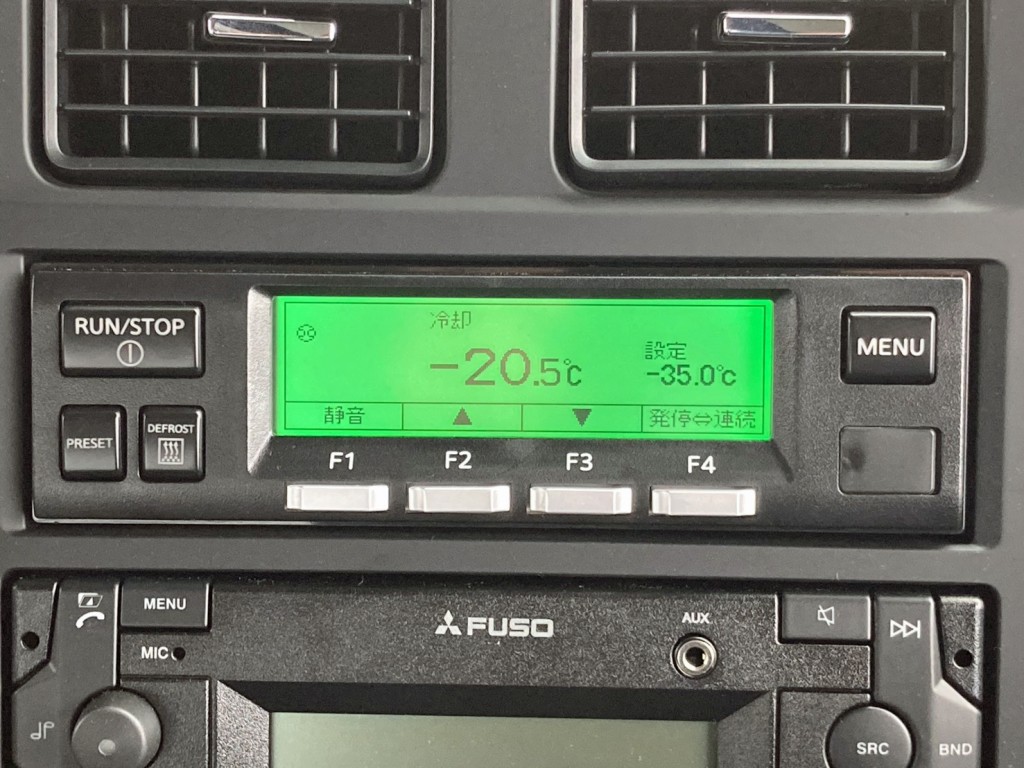 RUN/STOP
PRESET
DEFROST
冷却
-20.5℃
設定
-35.0℃
静音
▲
▼
発停⇔連続
F1
F2
F3
F4
MENU
MENU
MIC
FUSO
AUX
SRC
BND